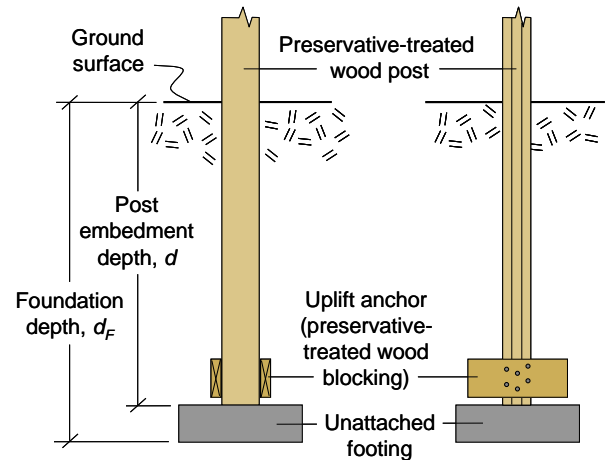 Ground
surface
Preservative-treated
wood post
Post
embedment
depth, d
Foundation
depth, dF
Uplift anchor
(preservative-
treated wood
blocking)
Unattached
footing